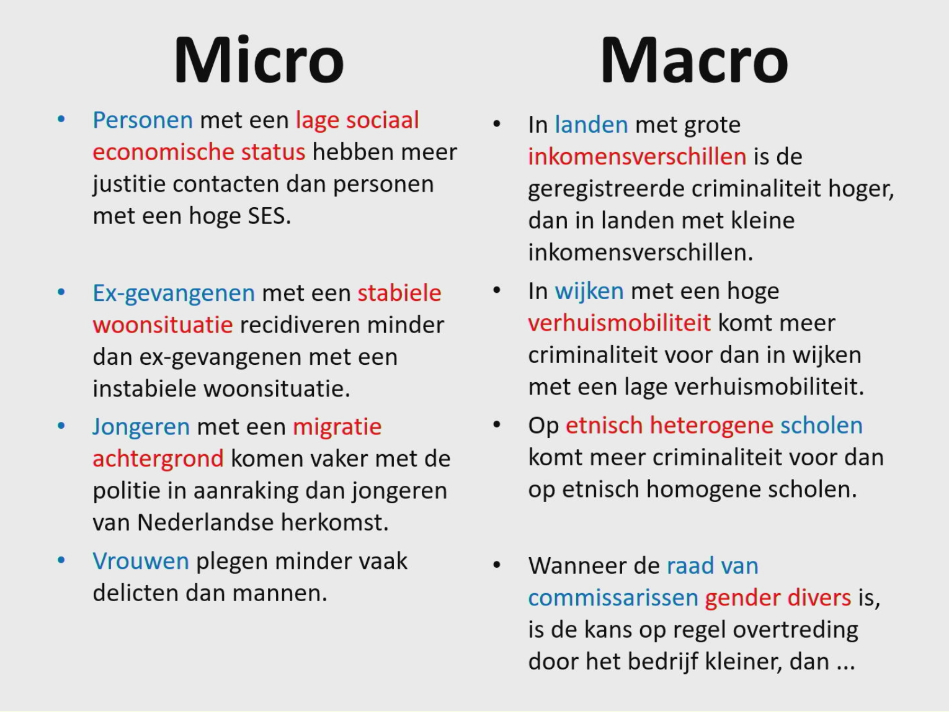 Micro
• Personen met een lage sociaal
economische status hebben meer
justitie contacten dan personen
met een hoge SES.
• Ex-gevangenen met een stabiele
woonsituatie recidiveren minder
dan ex-gevangenen met een
instabiele woonsituatie.
• Jongeren met een migratie
achtergrond komen vaker met de
politie in aanraking dan jongeren
van Nederlandse herkomst.
• Vrouwen plegen minder vaak
delicten dan mannen.
Macro
• In landen met grote
inkomensverschillen is de
geregistreerde criminaliteit hoger,
dan in landen met kleine
inkomensverschillen.
• In wijken met een hoge
verhuismobiliteit komt meer
criminaliteit voor dan in wijken
met een lage verhuismobiliteit.
• Op etnisch heterogene scholen
komt meer criminaliteit voor dan
op etnisch homogene scholen.
• Wanneer de raad van
commissarissen gender divers is,
is de kans op regel overtreding
door het bedrijf kleiner, dan ...